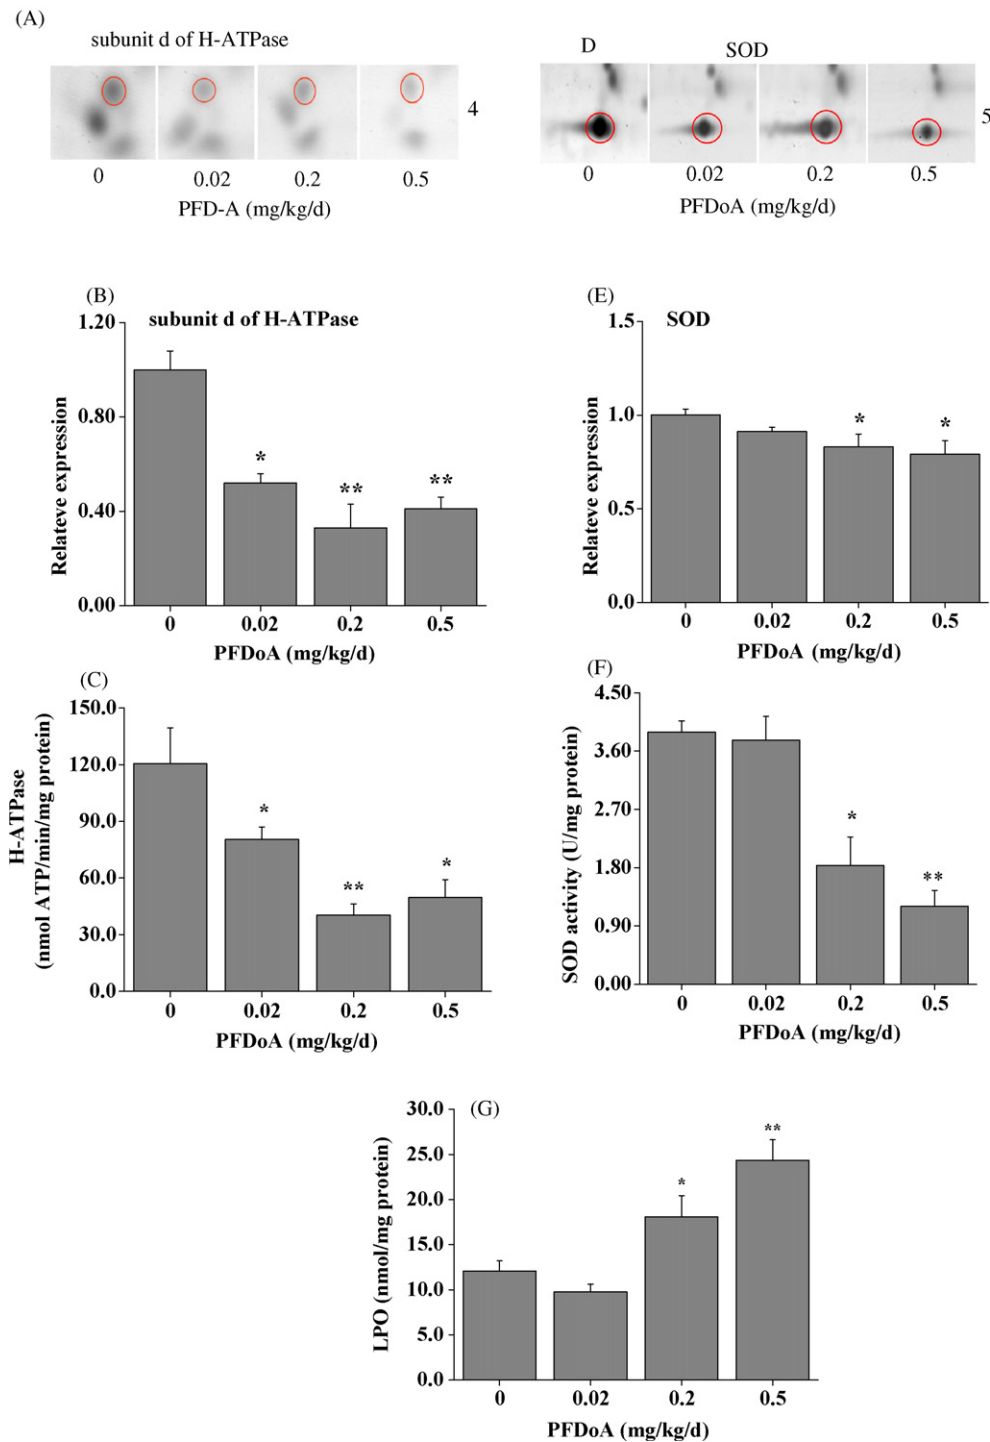 (A)
subunit d of H-ATPase
4
0 0.02 0.2 0.5
PFD-A (mg/kg/d)
D SOD
5
0 0.02 0.2 0.5
PFDoA (mg/kg/d)
(B)
subunit d of H-ATPase
Relateve expression
1.20
0.80
0.40
0.00
* ** **
0 0.02 0.2 0.5
PFDoA (mg/kg/d)
(E)
SOD
Relateve expression
1.5
1.0
0.5
0.0
* *
0 0.02 0.2 0.5
PFDoA (mg/kg/d)
(C)
H-ATPase
(nmol ATP/min/mg protein)
150.0
120.0
90.0
60.0
30.0
0.0
* ** *
0 0.02 0.2 0.5
PFDoA (mg/kg/d)
(F)
SOD activity (U/mg protein)
4.50
3.60
2.70
1.80
0.90
0.00
* **
0 0.02 0.2 0.5
PFDoA (mg/kg/d)
(G)
LPO (nmol/mg protein)
30.0
25.0
20.0
15.0
10.0
5.0
0.0
* **
0 0.02 0.2 0.5
PFDoA (mg/kg/d)